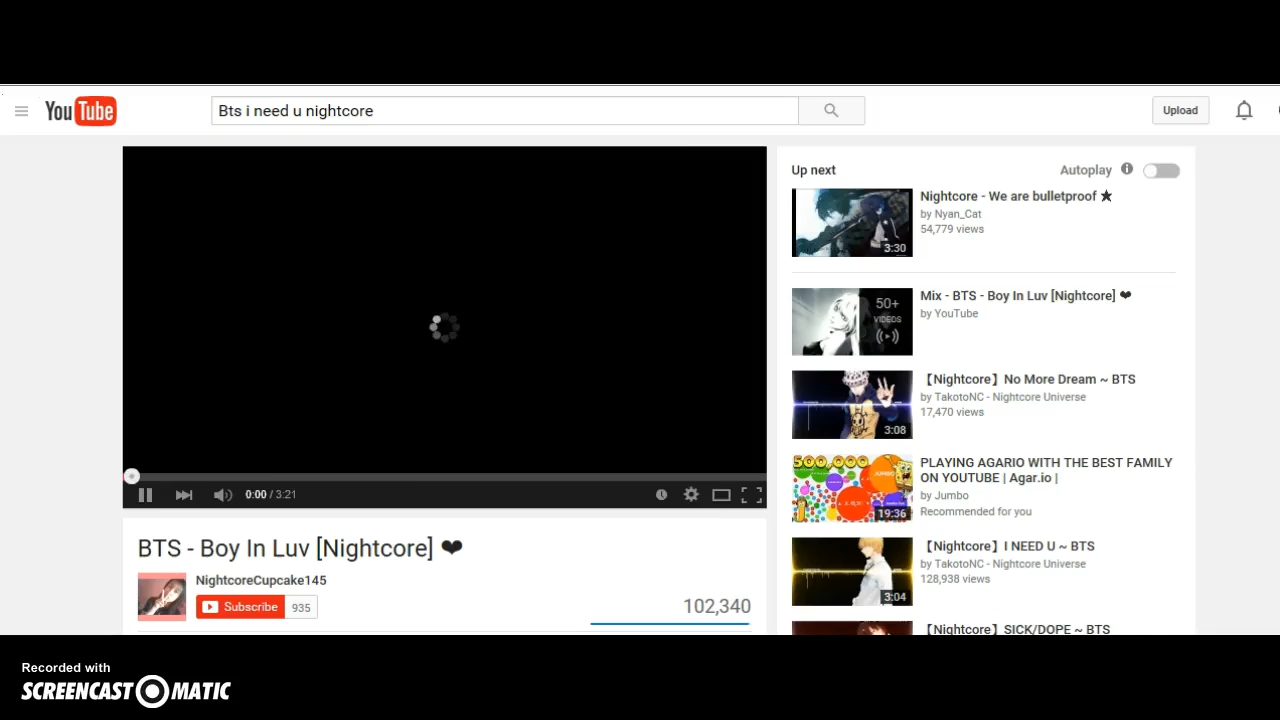 YouTube
Bts i need u nightcore
Upload
Up next
Autoplay
Nightcore - We are bulletproof ★
by Nyan_Cat
54,779 views
3:30
Mix - BTS - Boy In Luv [Nightcore] ❤
by YouTube
50+
VIDEOS
【Nightcore】No More Dream ~ BTS
by TakotoNC - Nightcore Universe
17,470 views
3:08
PLAYING AGARIO WITH THE BEST FAMILY
ON YOUTUBE | Agar.io |
by Jumbo
Recommended for you
500,000
JUMBO
19:36
【Nightcore】I NEED U ~ BTS
by TakotoNC - Nightcore Universe
128,938 views
3:04
【Nightcore】SICK/DOPE ~ BTS
0:00 / 3:21
BTS - Boy In Luv [Nightcore] ❤
NightcoreCupcake145
Subscribe 935
102,340
Recorded with
SCREENCAST-O-MATIC